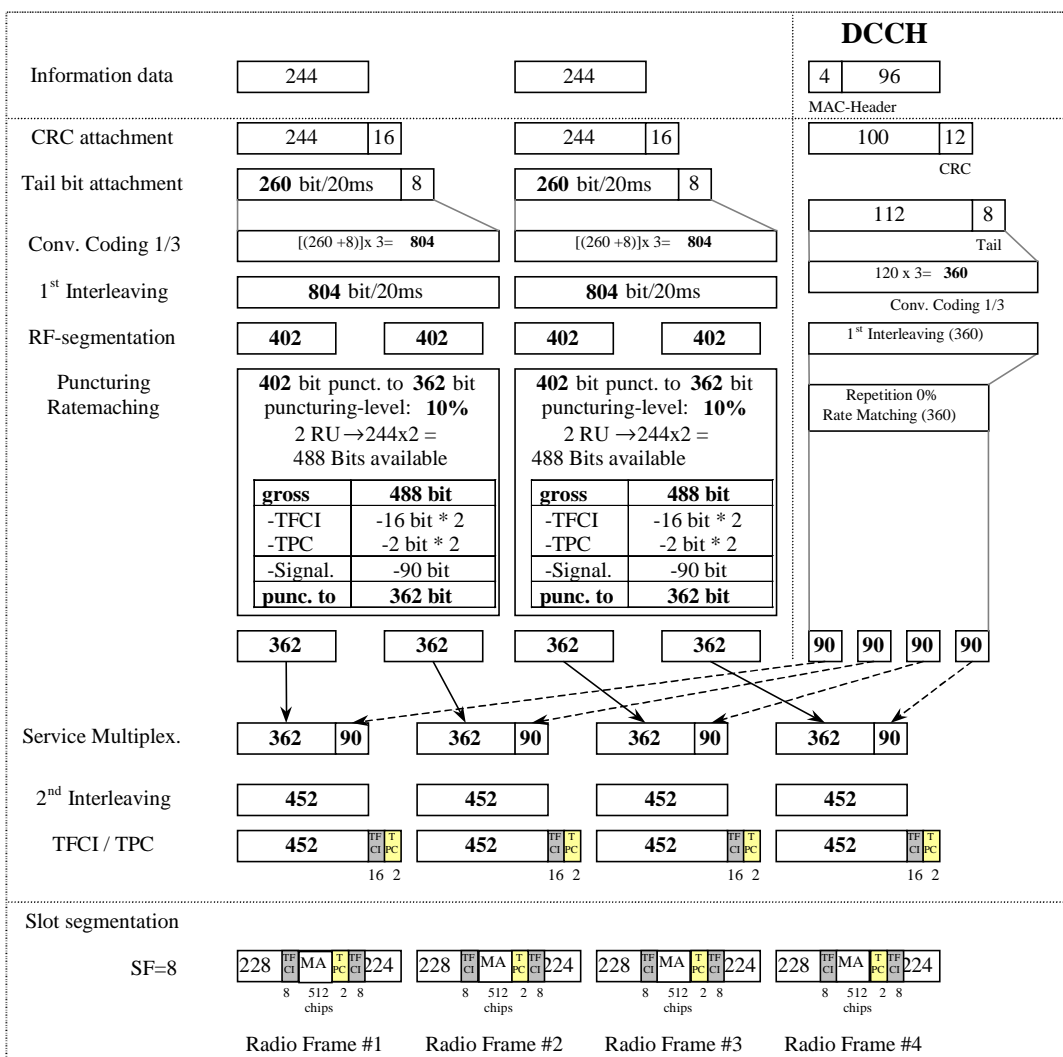 DCCH
Information data 244 244 4 96
MAC-Header
CRC attachment 244 16 244 16 100 12
CRC
Tail bit attachment 260 bit/20ms 8 260 bit/20ms 8
112 8
Tail
Conv. Coding 1/3 [(260 +8)]x 3= 804 [(260 +8)]x 3= 804
120 x 3= 360
Conv. Coding 1/3
1st Interleaving 804 bit/20ms 804 bit/20ms
RF-segmentation 402 402 402 402 1st Interleaving (360)
Puncturing
Ratemaching
402 bit punct. to 362 bit
puncturing-level: 10%
2 RU →244x2 =
488 Bits available
gross 488 bit
-TFCI -16 bit * 2
-TPC -2 bit * 2
-Signal. -90 bit
punc. to 362 bit
402 bit punct. to 362 bit
puncturing-level: 10%
2 RU →244x2 =
488 Bits available
gross 488 bit
-TFCI -16 bit * 2
-TPC -2 bit * 2
-Signal. -90 bit
punc. to 362 bit
Repetition 0%
Rate Matching (360)
362 362 362 362 90 90 90 90
Service Multiplex. 362 90 362 90 362 90 362 90
2nd Interleaving 452 452 452 452
TFCI / TPC 452 TF CI T PC 452 TF CI T PC 452 TF CI T PC 452 TF CI T PC
16 2 16 2 16 2 16 2
Slot segmentation
SF=8 228 TF CI MA T PC TF CI 224 228 TF CI MA T PC TF CI 224 228 TF CI MA T PC TF CI 224 228 TF CI MA T PC TF CI 224
8 512 2 8 8 512 2 8 8 512 2 8 8 512 2 8
chips chips chips chips
Radio Frame #1 Radio Frame #2 Radio Frame #3 Radio Frame #4